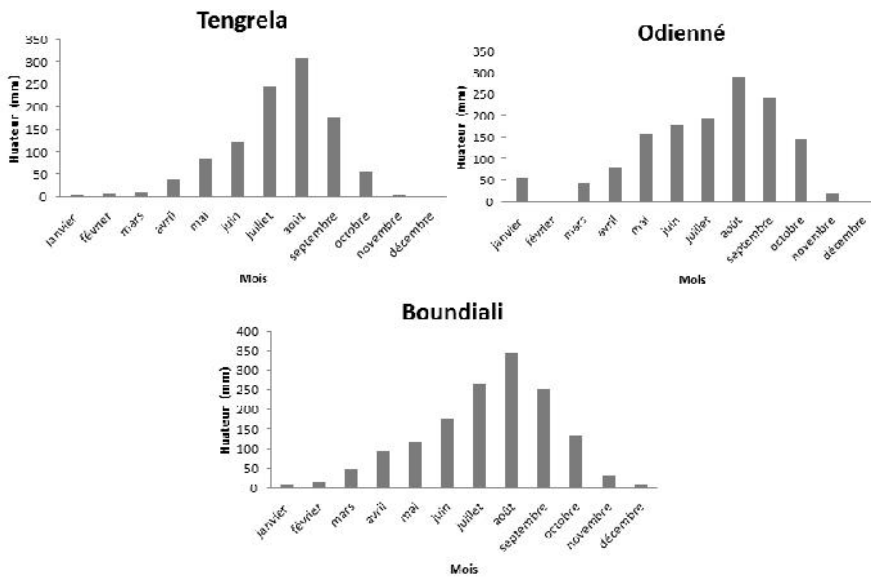 Tengrela
350
300
250
200
150
100
50
0
Huateur (mm)
janvier
février
mars
avril
mai
juin
juillet
août
septembre
octobre
novembre
décembre
Mois
Odienné
350
300
250
200
150
100
50
0
Huateur (mm)
janvier
février
mars
avril
mai
juin
juillet
août
septembre
octobre
novembre
décembre
Mois
Boundiali
400
350
300
250
200
150
100
50
0
Huateur (mm)
janvier
février
mars
avril
mai
juin
juillet
août
septembre
octobre
novembre
décembre
Mois